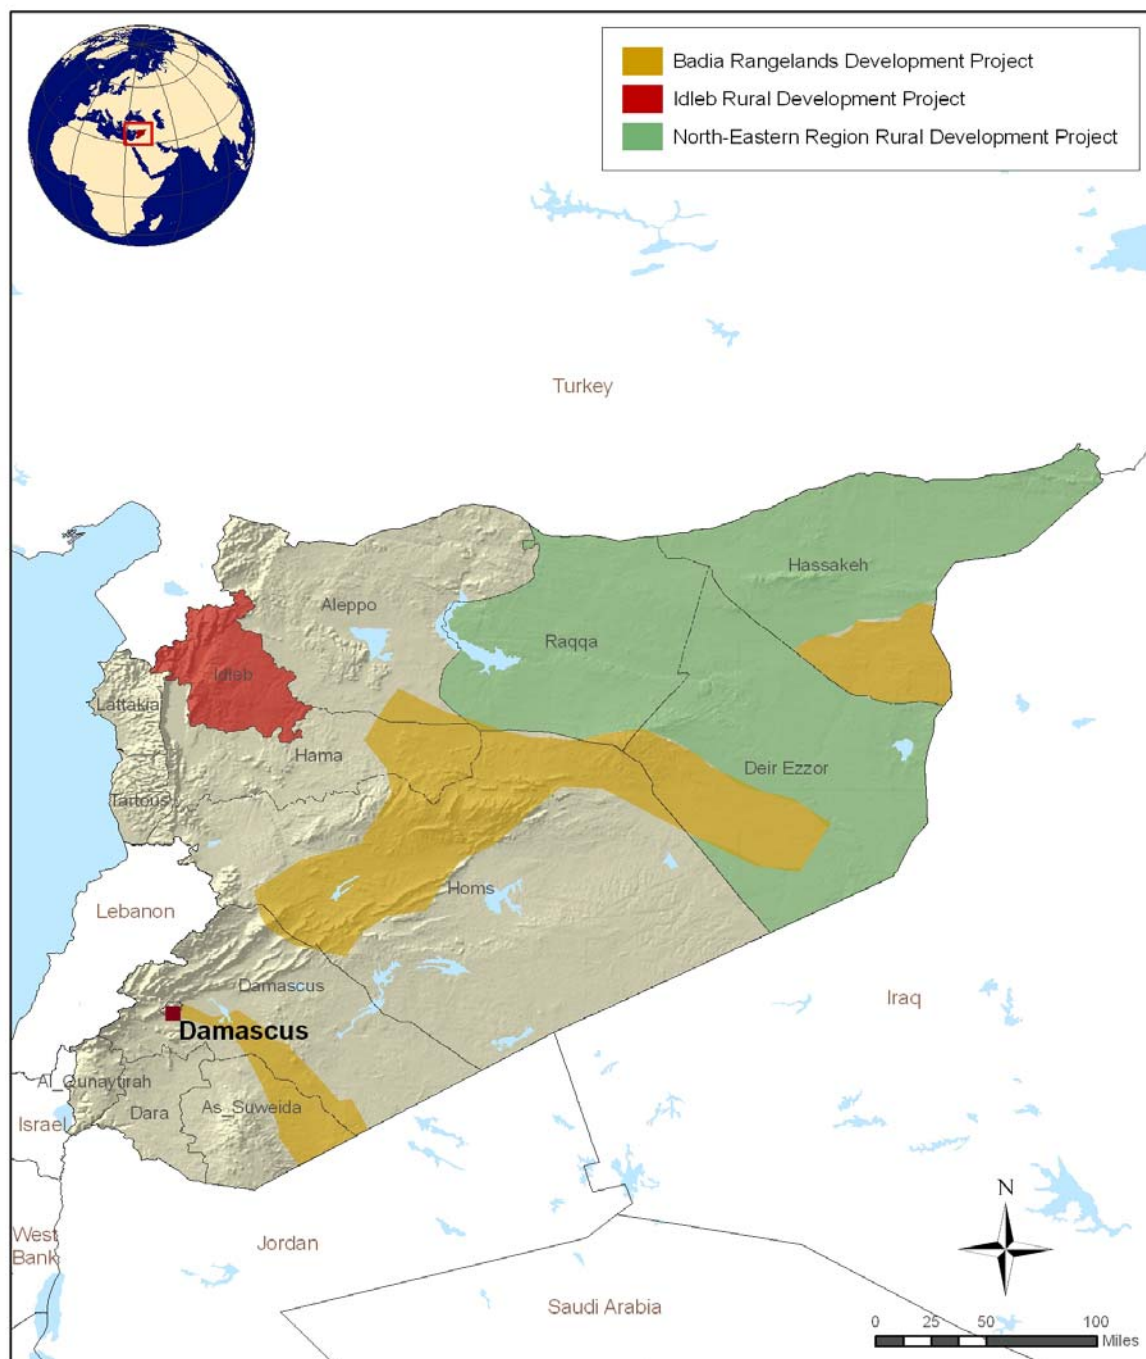 Badia Rangelands Development Project
Idleb Rural Development Project
North-Eastern Region Rural Development Project
Turkey
Hassakeh
Aleppo
Raqqa
Idleb
Lattakia
Hama
Deir Ezzor
Tartous
Homs
Lebanon
Damascus
Iraq
Damascus
Al_Qunaytirah
Dara
As_Suweida
Israel
N
West
Bank
Jordan
Saudi Arabia
0 25 50 100
Miles